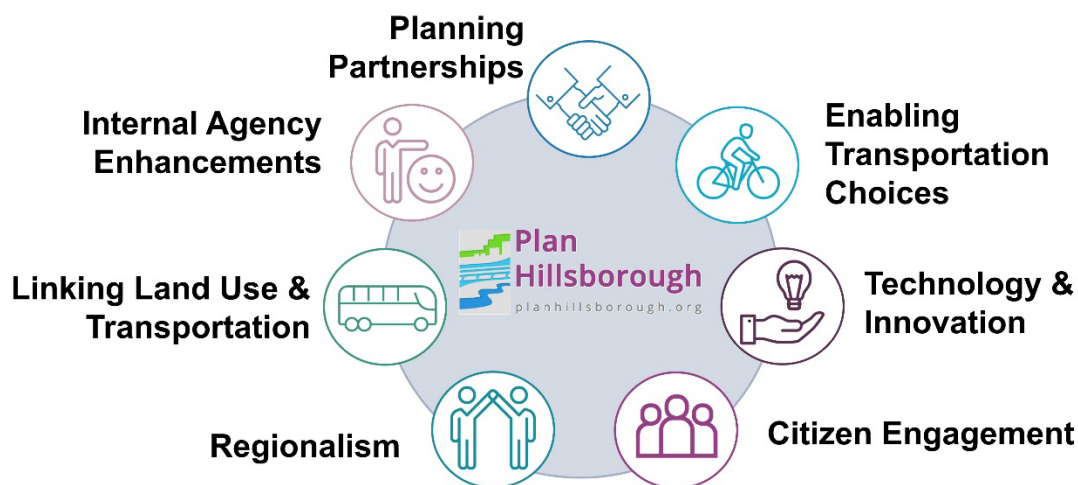 Planning
Partnerships
Enabling
Transportation
Choices
Technology &
Innovation
Citizen Engagement
Regionalism
Linking Land Use &
Transportation
Internal Agency
Enhancements
Plan
Hillsborough
planhillsborough.org